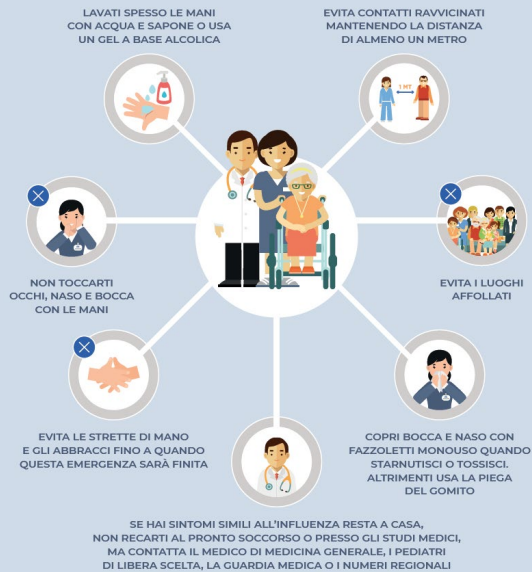 LAVATI SPESSO LE MANI
CON ACQUA E SAPONE O USA
UN GEL A BASE ALCOLICA
EVITA CONTATTI RAVVICINATI
MANTENENDO LA DISTANZA
DI ALMENO UN METRO
1 MT
NON TOCCARTI
OCCHI, NASO E BOCCA
CON LE MANI
EVITA I LUOGHI
AFFOLLATI
EVITA LE STRETTE DI MANO
E GLI ABBRACCI FINO A QUANDO
QUESTA EMERGENZA SARÀ FINITA
COPRI BOCCA E NASO CON
FAZZOLETTI MONOUSO QUANDO
STARNUTISCI O TOSSISCI.
ALTRIMENTI USA LA PIEGA
DEL GOMITO
SE HAI SINTOMI SIMILI ALL'INFLUENZA RESTA A CASA,
NON RECARTI AL PRONTO SOCCORSO O PRESSO GLI STUDI MEDICI,
MA CONTATTA IL MEDICO DI MEDICINA GENERALE, I PEDIATRI
DI LIBERA SCELTA, LA GUARDIA MEDICA O I NUMERI REGIONALI